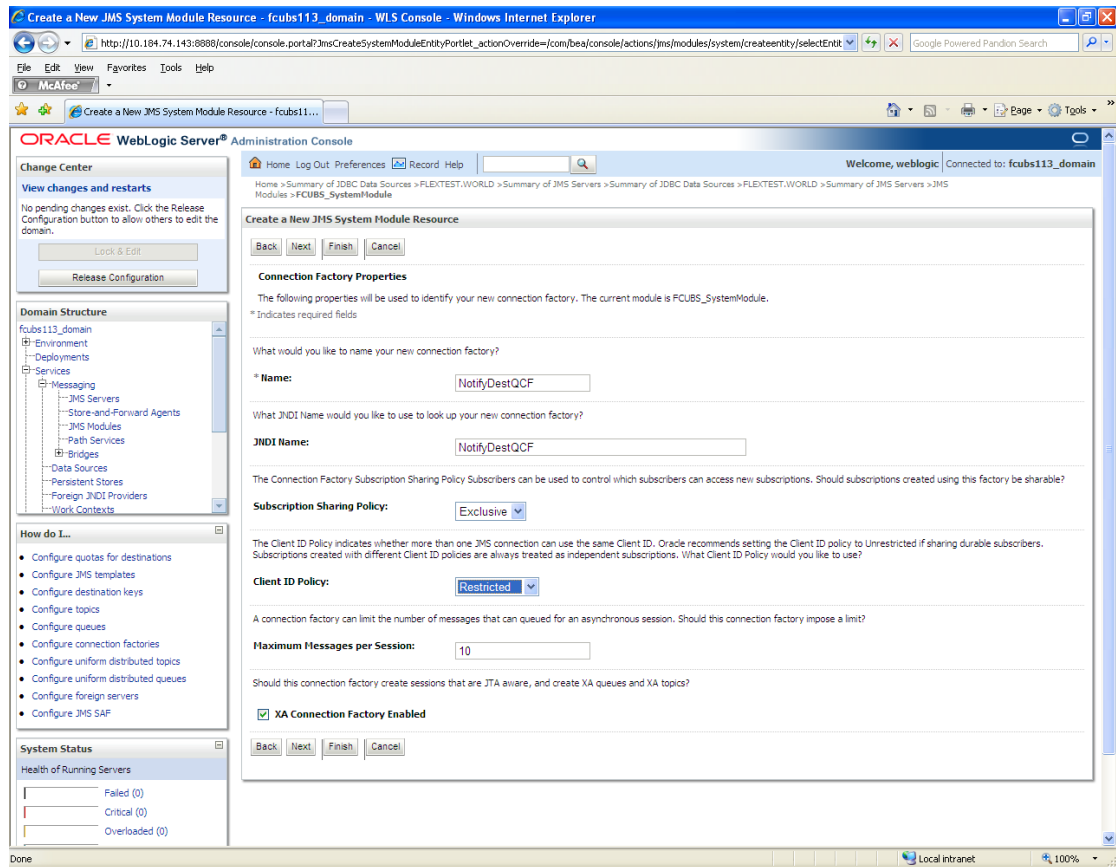 Create a New JMS System Module Resource - fcubs113_domain - WLS Console - Windows Internet Explorer
http://10.184.74.143:8888/console/console.portal?JmsCreateSystemModuleEntityPortlet_actionOverride=/com/bea/console/actions/jms/modules/system/createentity/selectEntit
Google Powered Pandion Search
File Edit View Favorites Tools Help
McAfee
Create a New JMS System Module Resource - fcubs11...
Page Tools
ORACLE WebLogic Server® Administration Console
Change Center
View changes and restarts
No pending changes exist. Click the Release
Configuration button to allow others to edit the
domain.
Lock & Edit
Release Configuration
Domain Structure
fcubs113_domain
Environment
Deployments
Services
Messaging
JMS Servers
Store-and-Forward Agents
JMS Modules
Path Services
Bridges
Data Sources
Persistent Stores
Foreign JNDI Providers
Work Contexts
How do I...
Configure quotas for destinations
Configure JMS templates
Configure destination keys
Configure topics
Configure queues
Configure connection factories
Configure uniform distributed topics
Configure uniform distributed queues
Configure foreign servers
Configure JMS SAF
System Status
Health of Running Servers
Failed (0)
Critical (0)
Overloaded (0)
Home Log Out Preferences Record Help
Welcome, weblogic Connected to: fcubs113_domain
Home >Summary of JDBC Data Sources >FLEXTEST.WORLD >Summary of JMS Servers >Summary of JDBC Data Sources >FLEXTEST.WORLD >Summary of JMS Servers >JMS
Modules >FCUBS_SystemModule
Create a New JMS System Module Resource
Back Next Finish Cancel
Connection Factory Properties
The following properties will be used to identify your new connection factory. The current module is FCUBS_SystemModule.
* Indicates required fields
What would you like to name your new connection factory?
* Name: NotifyDestQCF
What JNDI Name would you like to use to look up your new connection factory?
JNDI Name: NotifyDestQCF
The Connection Factory Subscription Sharing Policy Subscribers can be used to control which subscribers can access new subscriptions. Should subscriptions created using this factory be sharable?
Subscription Sharing Policy: Exclusive
The Client ID Policy indicates whether more than one JMS connection can use the same Client ID. Oracle recommends setting the Client ID policy to Unrestricted if sharing durable subscribers.
Subscriptions created with different Client ID policies are always treated as independent subscriptions. What Client ID Policy would you like to use?
Client ID Policy: Restricted
A connection factory can limit the number of messages that can queued for an asynchronous session. Should this connection factory impose a limit?
Maximum Messages per Session: 10
Should this connection factory create sessions that are JTA aware, and create XA queues and XA topics?
XA Connection Factory Enabled
Back Next Finish Cancel
Done
Local intranet
100%